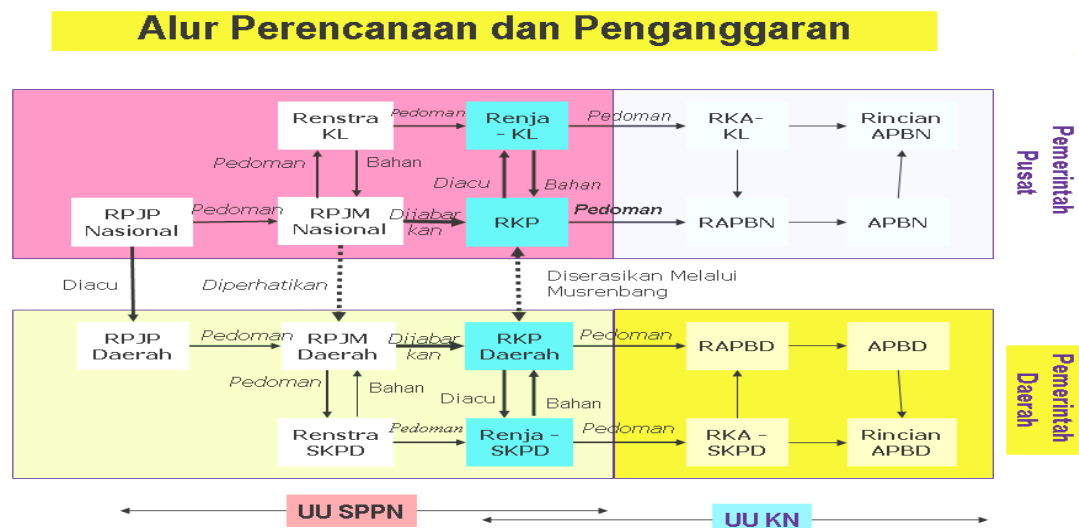 Alur Perencanaan dan Penganggaran
Renstra
KL
Pedoman
Renja
- KL
Pedoman
RKA-
KL
Rincian
APBN
Pedoman
Bahan
Diacu
Bahan
RPJP
Nasional
Pedoman
RPJM
Nasional
Dijabar
kan
RKP
Pedoman
RAPBN
APBN
Pemerintah
Pusat
Diacu
Diperhatikan
Diserasikan Melalui
Musrenbang
RPJP
Daerah
Pedoman
RPJM
Daerah
Dijabar
kan
RKP
Daerah
Pedoman
RAPBD
APBD
Pedoman
Bahan
Diacu
Bahan
Renstra
SKPD
Pedoman
Renja -
SKPD
Pedoman
RKA -
SKPD
Rincian
APBD
Pemerintah
Daerah
UU SPPN
UU KN